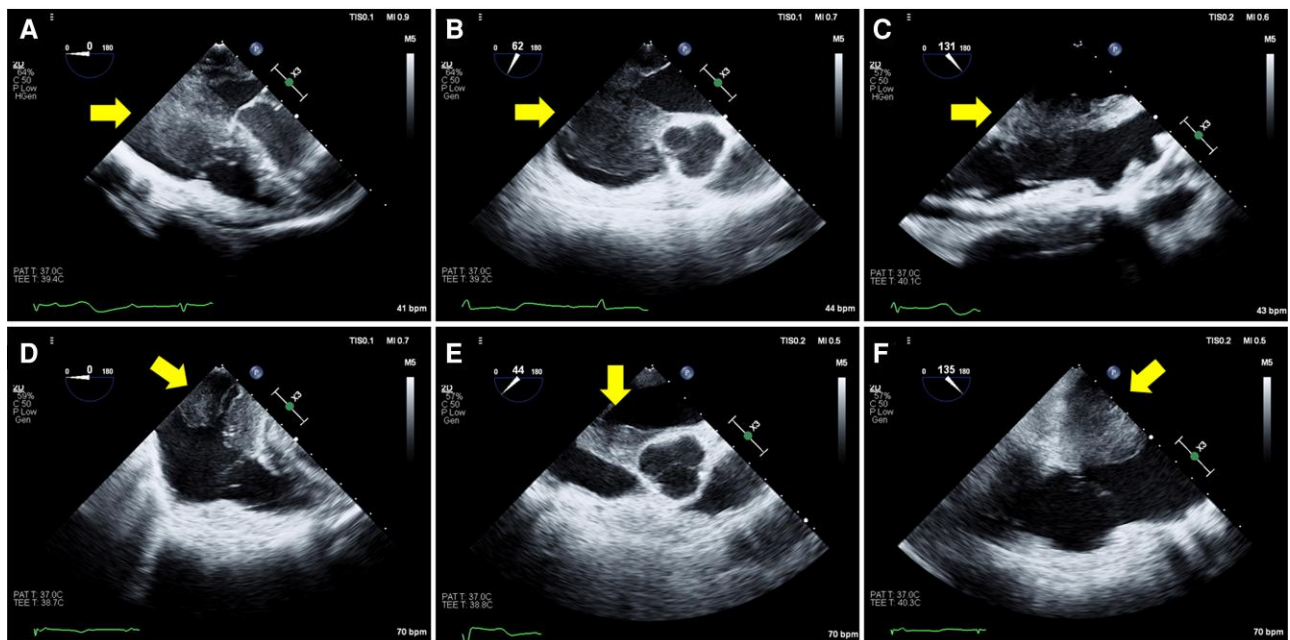 A
TIS0.1 MI 0.9
M5
0 0 180
64%
C 50
P Low
HGen
X3
P
PAT T: 37.0C
TEE T: 39.4C
41 bpm
B
TIS0.1 MI 0.7
M5
0 62 180
64%
C 50
P Low
Gen
X3
P
PAT T: 37.0C
TEE T: 39.2C
44 bpm
C
TIS0.2 MI 0.6
M5
0 131 180
57%
C 50
P Low
HGen
X3
P
PAT T: 37.0C
TEE T: 40.1C
43 bpm
D
TIS0.1 MI 0.7
M5
0 0 180
59%
C 50
P Low
Gen
X3
P
PAT T: 37.0C
TEE T: 38.7C
70 bpm
E
TIS0.2 MI 0.5
M5
0 44 180
57%
C 50
P Low
Gen
X3
P
PAT T: 37.0C
TEE T: 38.8C
70 bpm
F
TIS0.2 MI 0.5
M5
0 135 180
57%
C 50
P Low
Gen
X3
P
PAT T: 37.0C
TEE T: 40.3C
70 bpm